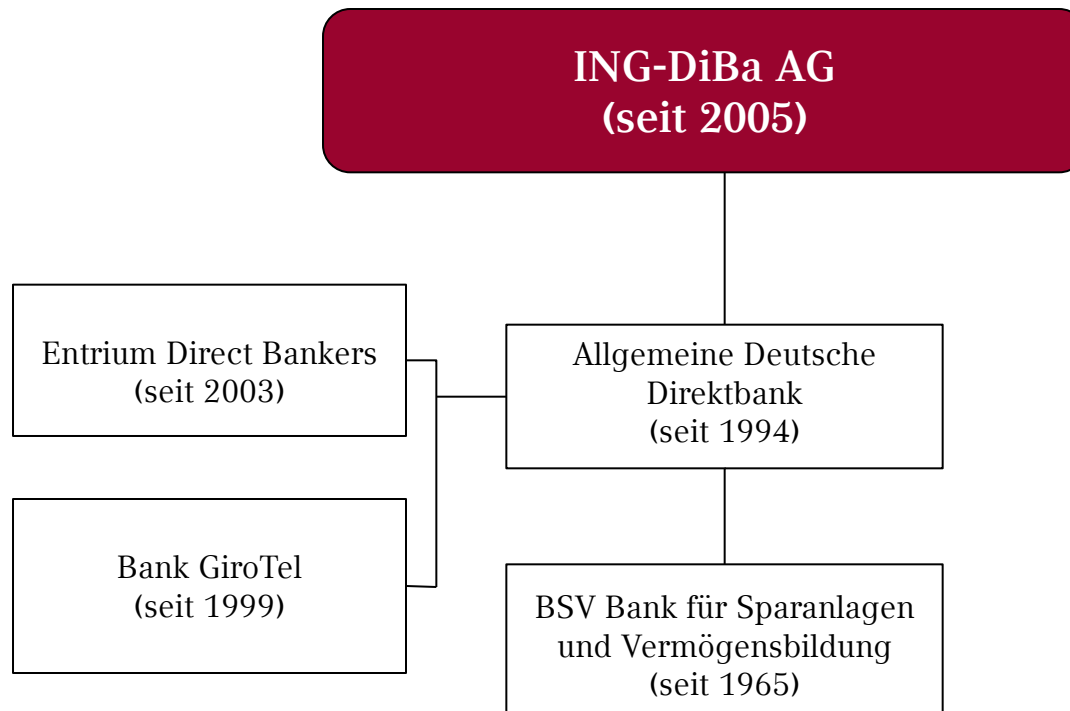 ING-DiBa AG
(seit 2005)
Entrium Direct Bankers
(seit 2003)
Allgemeine Deutsche
Direktbank
(seit 1994)
Bank GiroTel
(seit 1999)
BSV Bank für Sparanlagen
und Vermögensbildung
(seit 1965)